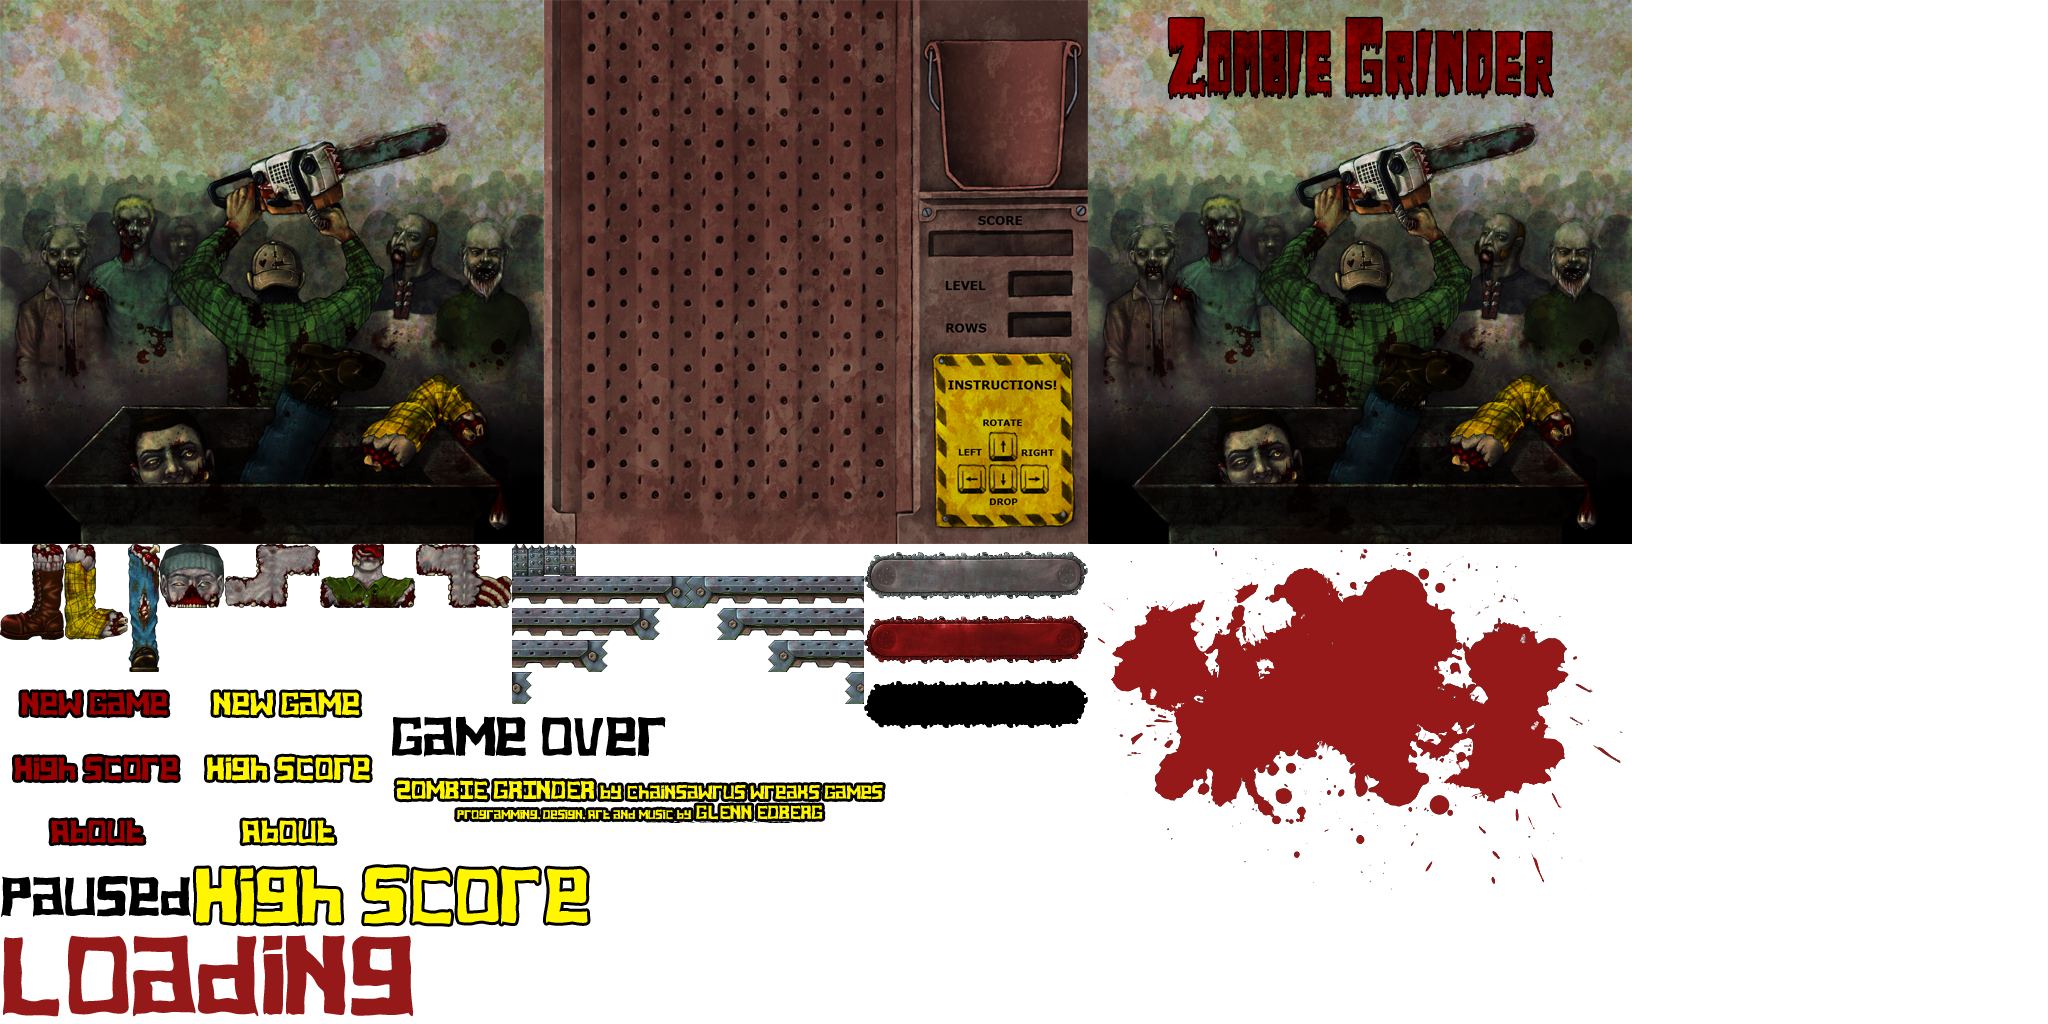 ZOMBIE GRINDER
SCORE
LEVEL
ROWS
INSTRUCTIONS!
ROTATE
LEFT RIGHT
DROP
New Game New Game
High Score High Score
About About
Game Over
ZOMBIE GRINDER by Chainsawrus Wreaks Games
Programming, Design, Art and Music by GLENN EDBERG
Paused High Score
Loading